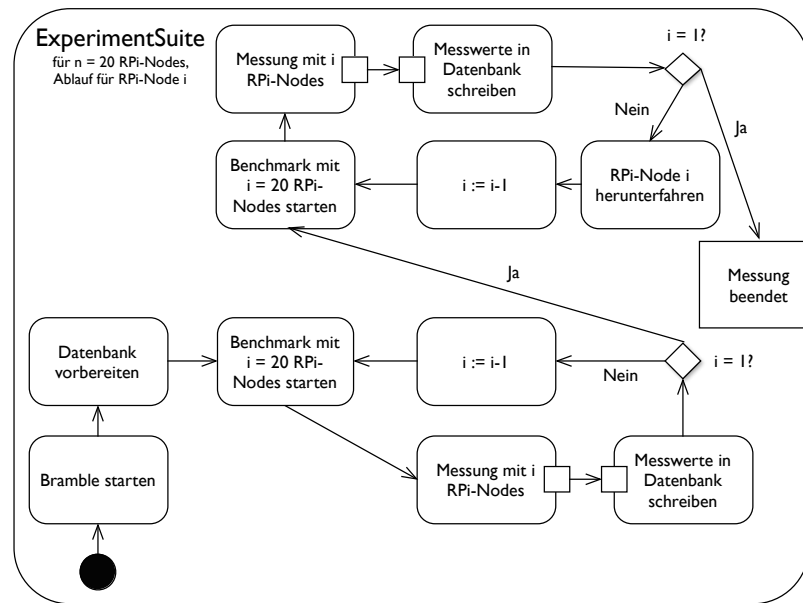 ExperimentSuite
für n = 20 RPi-Nodes,
Ablauf für RPi-Node i
Messung mit i
RPi-Nodes
Messwerte in
Datenbank
schreiben
i = 1?
Nein
Ja
Benchmark mit
i = 20 RPi-
Nodes starten
i := i-1
RPi-Node i
herunterfahren
Ja
Messung
beendet
Datenbank
vorbereiten
Benchmark mit
i = 20 RPi-
Nodes starten
i := i-1
Nein
i = 1?
Bramble starten
Messung mit i
RPi-Nodes
Messwerte in
Datenbank
schreiben